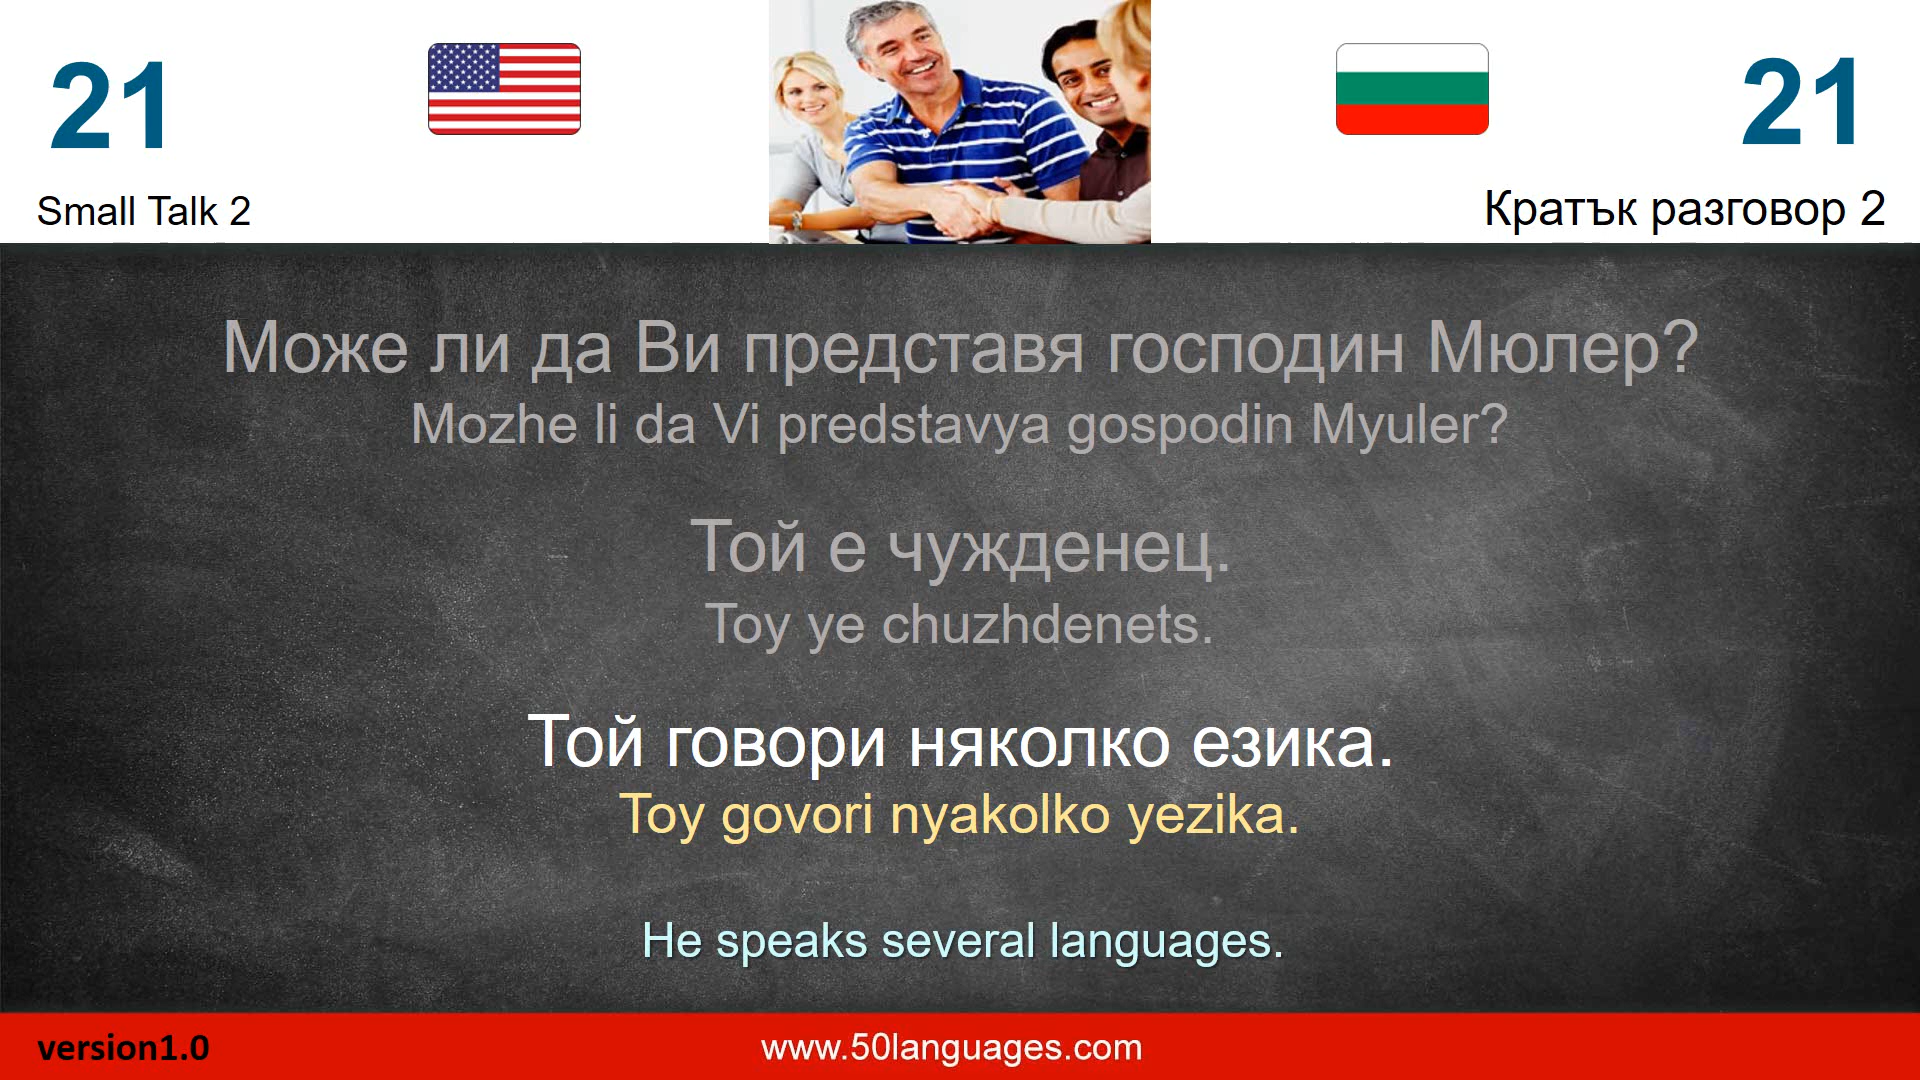 21
21
Small Talk 2
Кратък разговор 2
Може ли да Ви представя господин Мюлер?
Mozhe li da Vi predstavya gospodin Myuler?
Той е чужденец.
Toy ye chuzhdenets.
Той говори няколко езика.
Toy govori nyakolko yezika.
He speaks several languages.
version1.0
www.50languages.com